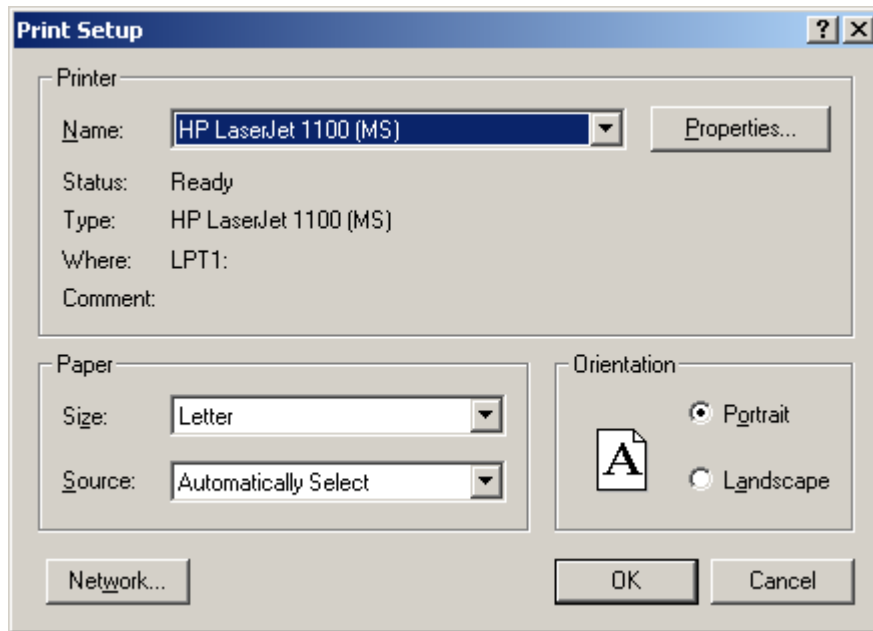 Print Setup
Printer
Name: HP LaserJet 1100 (MS) Properties...
Status: Ready
Type: HP LaserJet 1100 (MS)
Where: LPT1:
Comment:
Paper
Size: Letter
Source: Automatically Select
Orientation
A
Portrait
Landscape
Network... OK Cancel